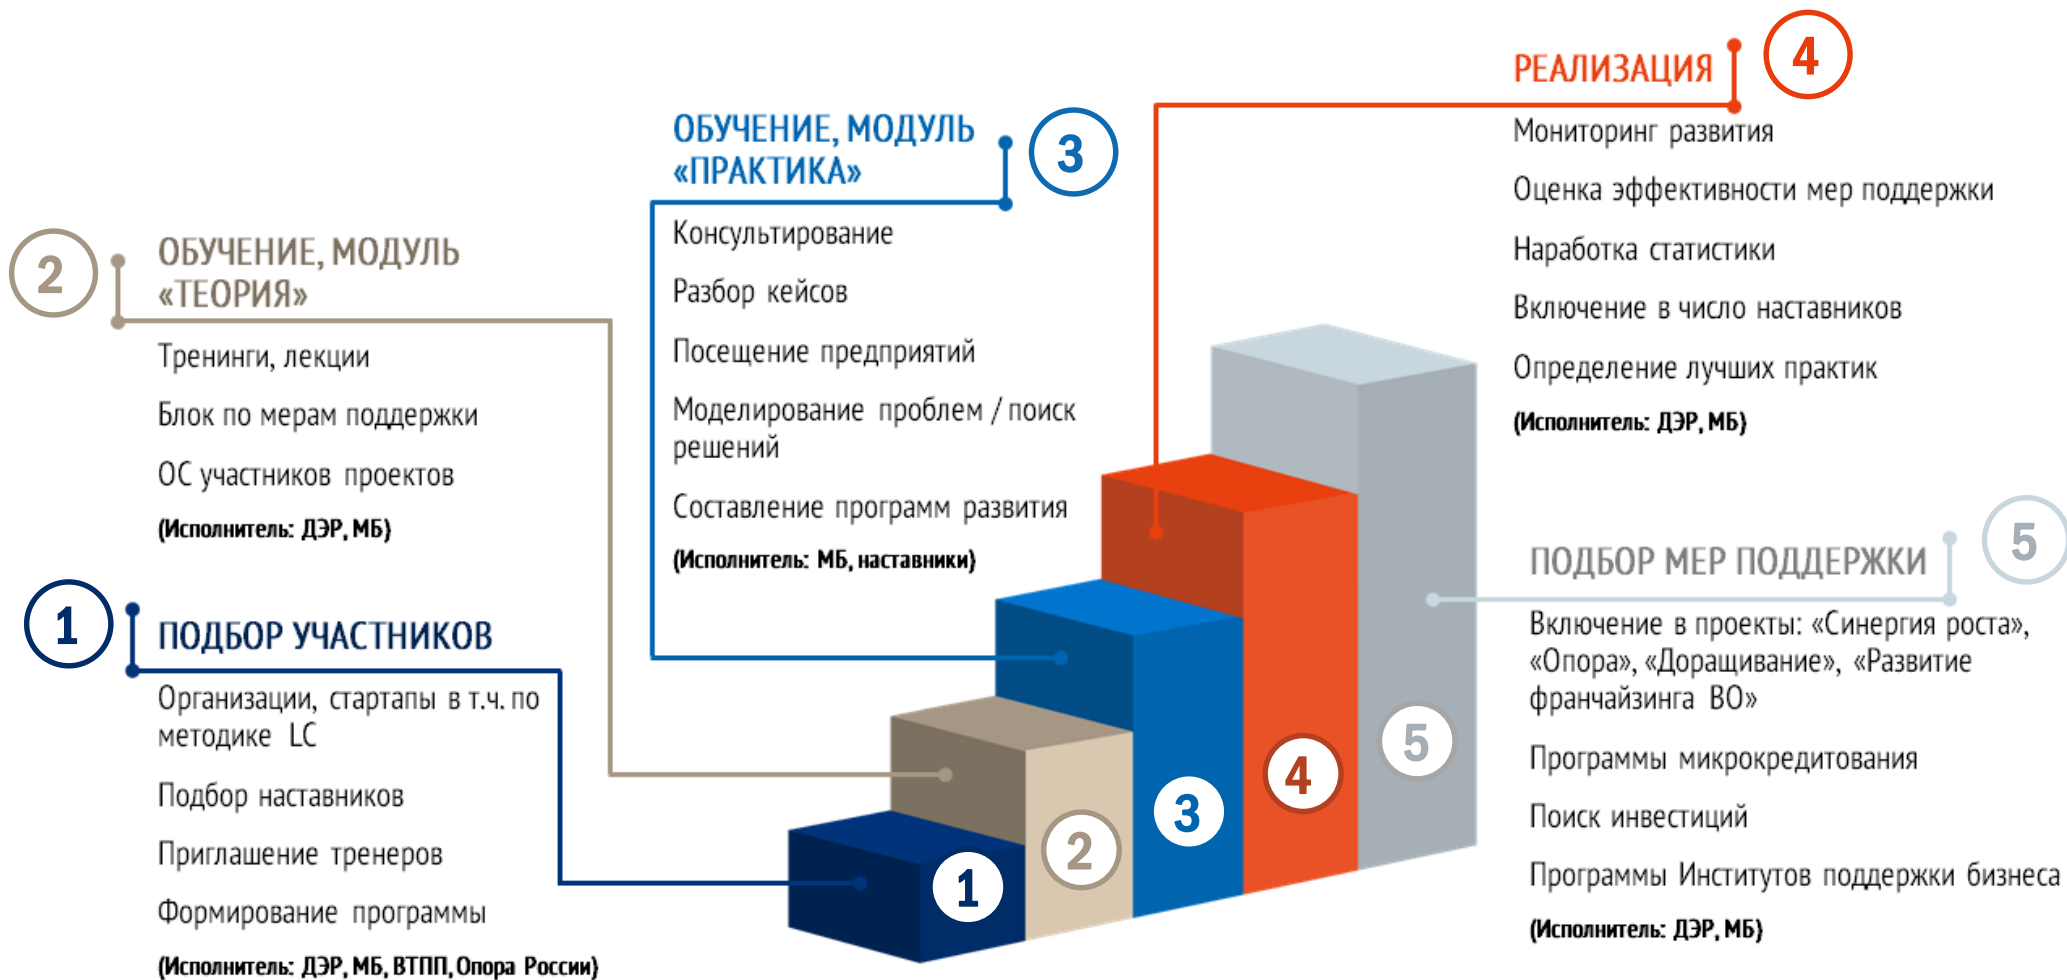 1
ПОДБОР УЧАСТНИКОВ
Организации, стартапы в т.ч. по
методике LC
Подбор наставников
Приглашение тренеров
Формирование программы
(Исполнитель: ДЭР, МБ, ВТПП, Опора России)
2
ОБУЧЕНИЕ, МОДУЛЬ
«ТЕОРИЯ»
Тренинги, лекции
Блок по мерам поддержки
ОС участников проектов
(Исполнитель: ДЭР, МБ)
3
ОБУЧЕНИЕ, МОДУЛЬ
«ПРАКТИКА»
Консультирование
Разбор кейсов
Посещение предприятий
Моделирование проблем / поиск
решений
Составление программ развития
(Исполнитель: МБ, наставники)
4
РЕАЛИЗАЦИЯ
Мониторинг развития
Оценка эффективности мер поддержки
Наработка статистики
Включение в число наставников
Определение лучших практик
(Исполнитель: ДЭР, МБ)
5
ПОДБОР МЕР ПОДДЕРЖКИ
Включение в проекты: «Синергия роста»,
«Опора», «Доращивание», «Развитие
франчайзинга ВО»
Программы микрокредитования
Поиск инвестиций
Программы Институтов поддержки бизнеса
(Исполнитель: ДЭР, МБ)
1
2
3
4
5